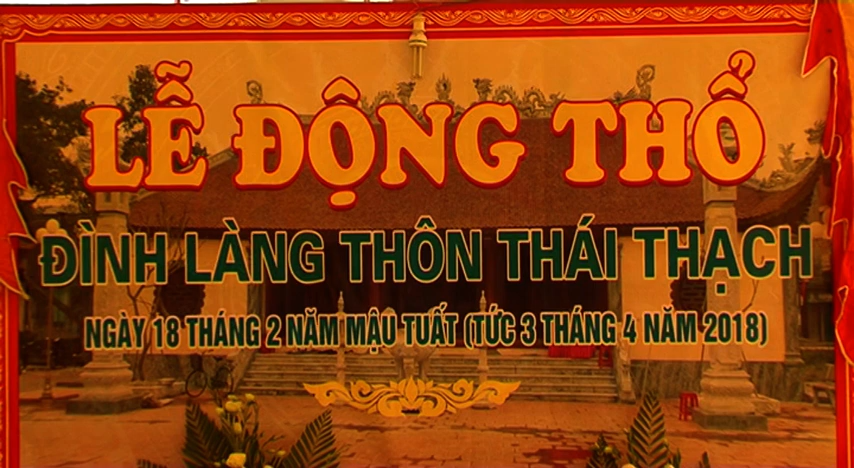 LỄ ĐỘNG THỔ
ĐÌNH LÀNG THÔN THÁI THẠCH
NGÀY 18 THÁNG 2 NĂM MẬU TUẤT (TỨC 3 THÁNG 4 NĂM 2018)